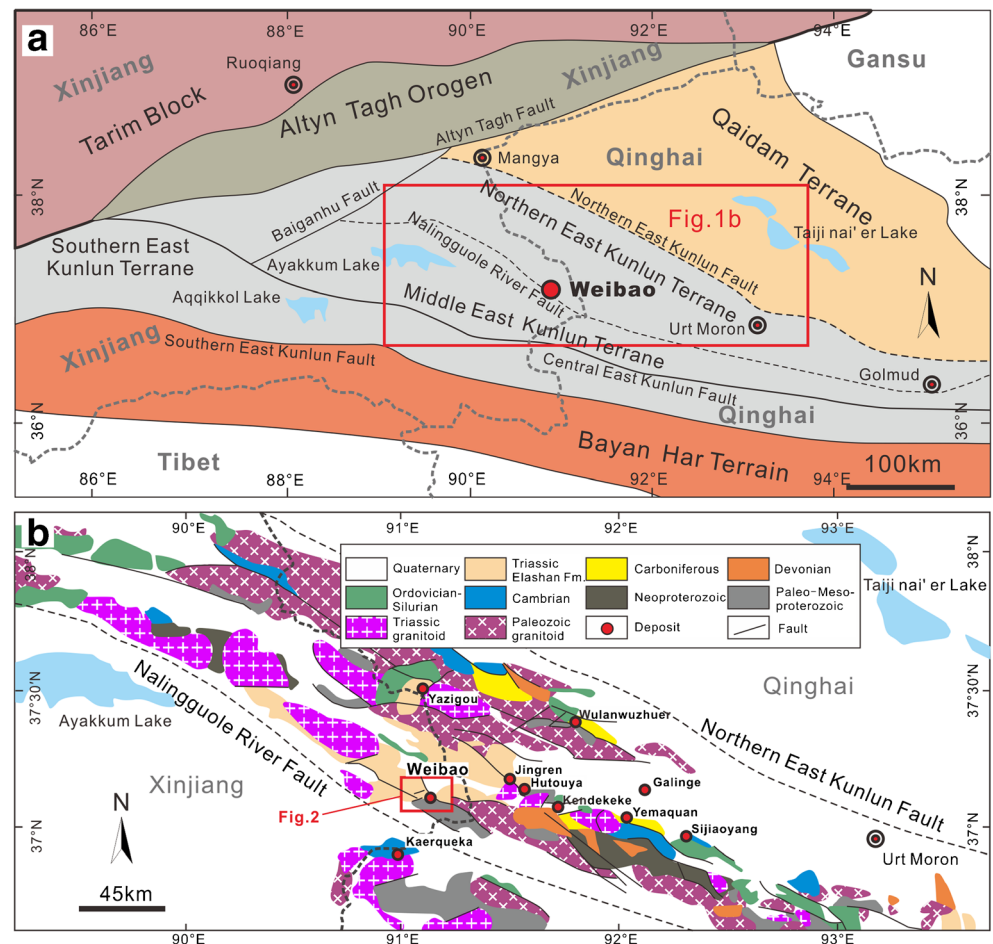 a
86°E
88°E
90°E
92°E
94°E
Xinjiang
Ruoqiang
Xinjiang
Gansu
Tarim Block
Altyn Tagh Orogen
Altyn Tagh Fault
Mangya
Qinghai
Qaidam Terrane
38°N
38°N
Baiganhu Fault
Northern East Kunlun Fault
Fig.1b
Northern East Kunlun Terrane
Taiji nai' er Lake
Southern East
Kunlun Terrane
Nalingguole River Fault
Ayakkum Lake
Weibao
N
Aqqikkol Lake
Middle East Kunlun Terrane
Urt Moron
Xinjiang
Southern East Kunlun Fault
Central East Kunlun Fault
Golmud
36°N
Qinghai
36°N
Tibet
Bayan Har Terrain
100km
86°E
88°E
90°E
92°E
94°E
b
90°E
91°E
92°E
93°E
38°N
38°N
Quaternary
Triassic
Elashan Fm.
Carboniferous
Devonian
Ordovician-
Silurian
Cambrian
Neoproterozoic
Paleo-Meso-
proterozoic
Triassic
granitoid
Paleozoic
granitoid
Deposit
Fault
Taiji nai' er Lake
37°30'N
37°30'N
Qinghai
Yazigou
Wulanwuzhuer
Ayakkum Lake
Nalingguole River Fault
Northern East Kunlun Fault
Xinjiang
Weibao
Jingren
Hutouya
Galinge
Kendekeke
Yemaquan
Fig.2
Sijiaoyang
37°N
37°N
N
Kaerqueka
Urt Moron
45km
90°E
91°E
92°E
93°E